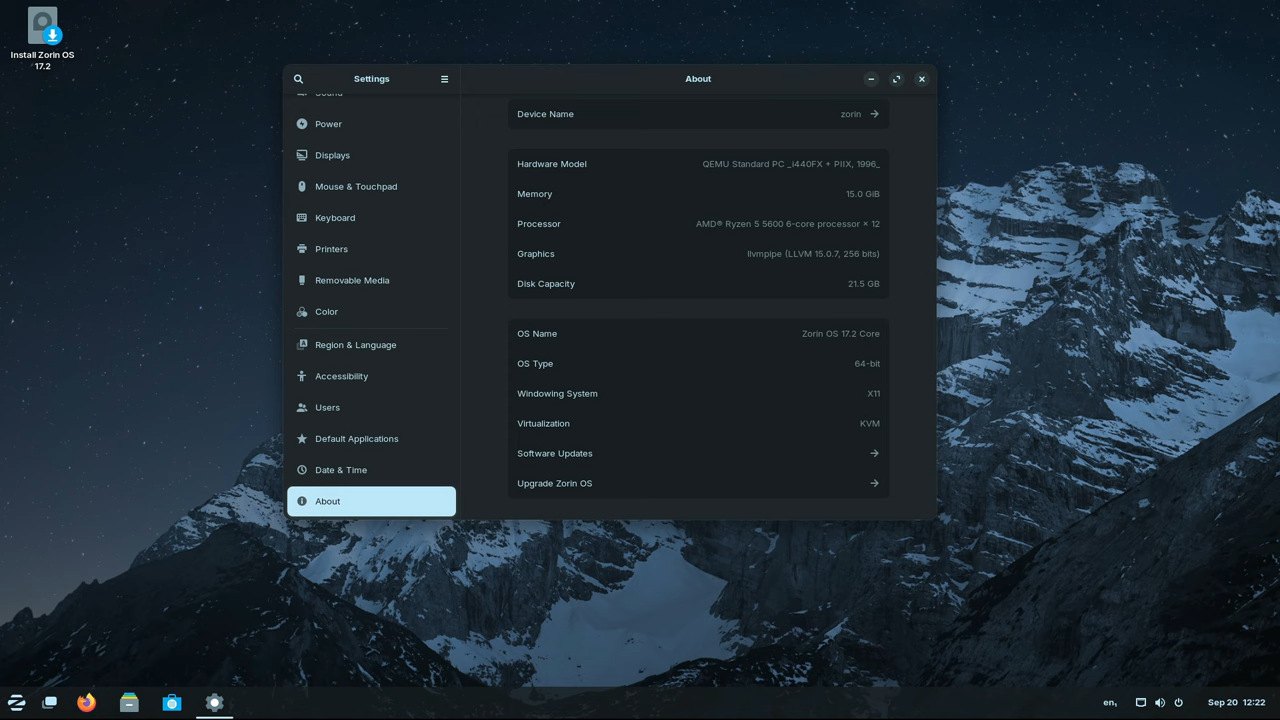 Install Zorin OS
17.2
Settings
About
Sound
Power
Displays
Mouse & Touchpad
Keyboard
Printers
Removable Media
Color
Region & Language
Accessibility
Users
Default Applications
Date & Time
About
Device Name zorin
Hardware Model QEMU Standard PC _i440FX + PIIX, 1996_
Memory 15.0 GiB
Processor AMD® Ryzen 5 5600 6-core processor × 12
Graphics llvmpipe (LLVM 15.0.7, 256 bits)
Disk Capacity 21.5 GB
OS Name Zorin OS 17.2 Core
OS Type 64-bit
Windowing System X11
Virtualization KVM
Software Updates
Upgrade Zorin OS
en₁ Sep 20 12:22